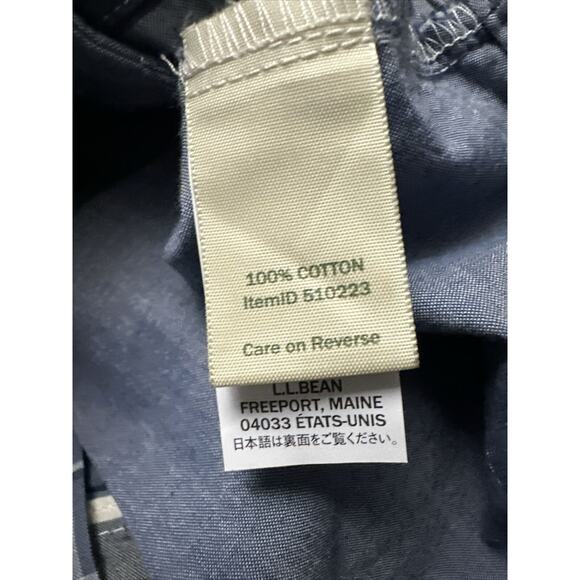 100% COTTON
ItemID 510223
Care on Reverse
L.L.BEAN
FREEPORT, MAINE
04033 ÉTATS-UNIS
日本語は裏面をご覧ください。